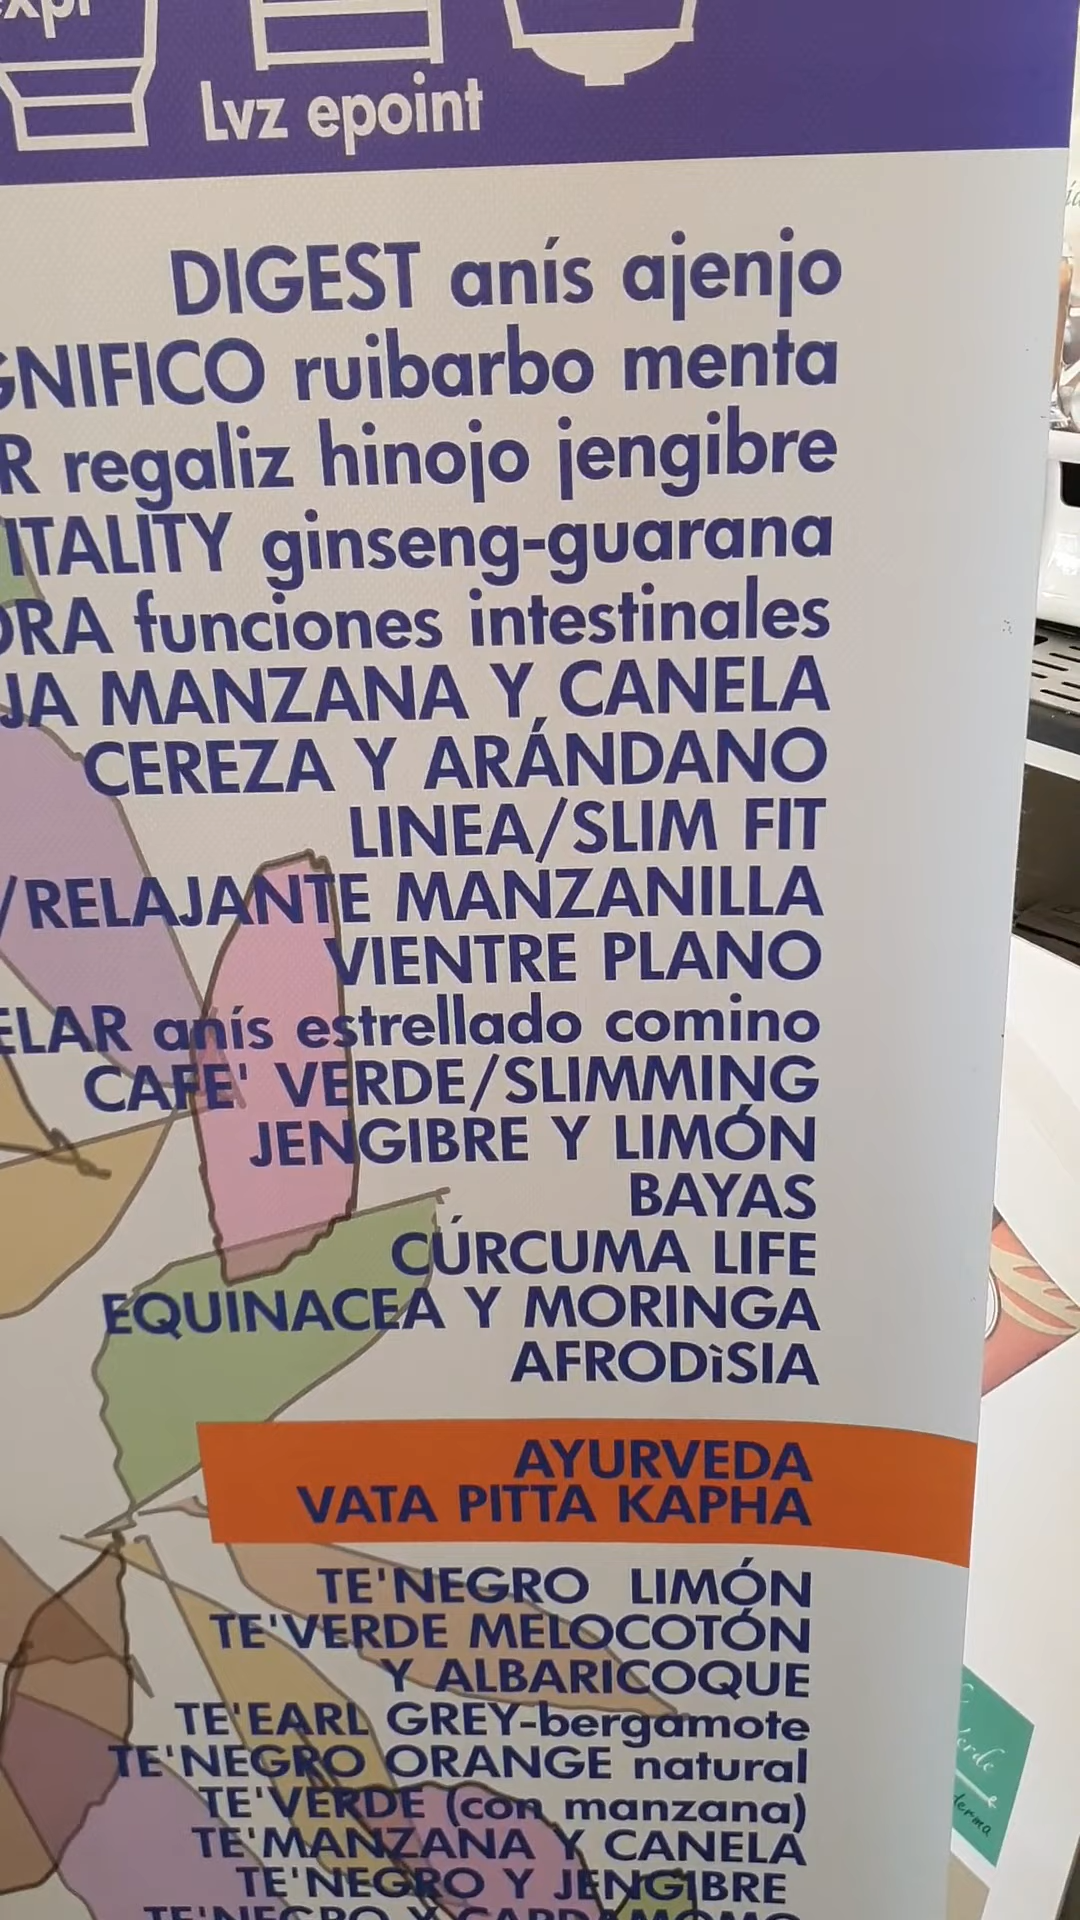 Lvz epoint
DIGEST anís ajenjo
GNIFICO ruibarbo menta
R regaliz hinojo jengibre
ITALITY ginseng-guarana
ORA funciones intestinales
JA MANZANA Y CANELA
CEREZA Y ARÁNDANO
LINEA/SLIM FIT
/RELAJANTE MANZANILLA
VIENTRE PLANO
ELAR anís estrellado comino
CAFE' VERDE/SLIMMING
JENGIBRE Y LIMÓN
BAYAS
CÚRCUMA LIFE
EQUINACEA Y MORINGA
AFRODìSIA
AYURVEDA
VATA PITTA KAPHA
TE'NEGRO LIMÓN
TE'VERDE MELOCOTÓN
Y ALBARICOQUE
TE'EARL GREY-bergamote
TE'NEGRO ORANGE natural
TE'VERDE (con manzana)
TE'MANZANA Y CANELA
TE'NEGRO Y JENGIBRE
TE'NEGRO Y CARDAMOMO